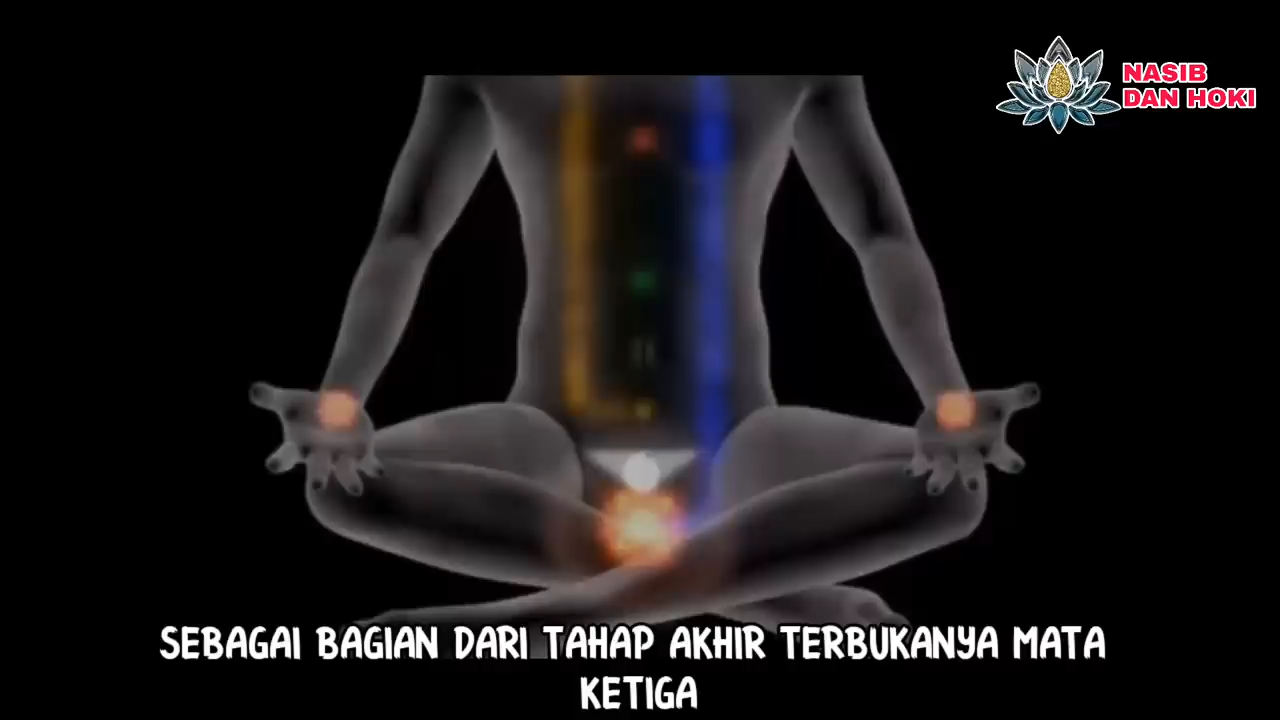 NASIB
DAN HOKI
SEBAGAI BAGIAN DARI TAHAP AKHIR TERBUKANYA MATA
KETIGA